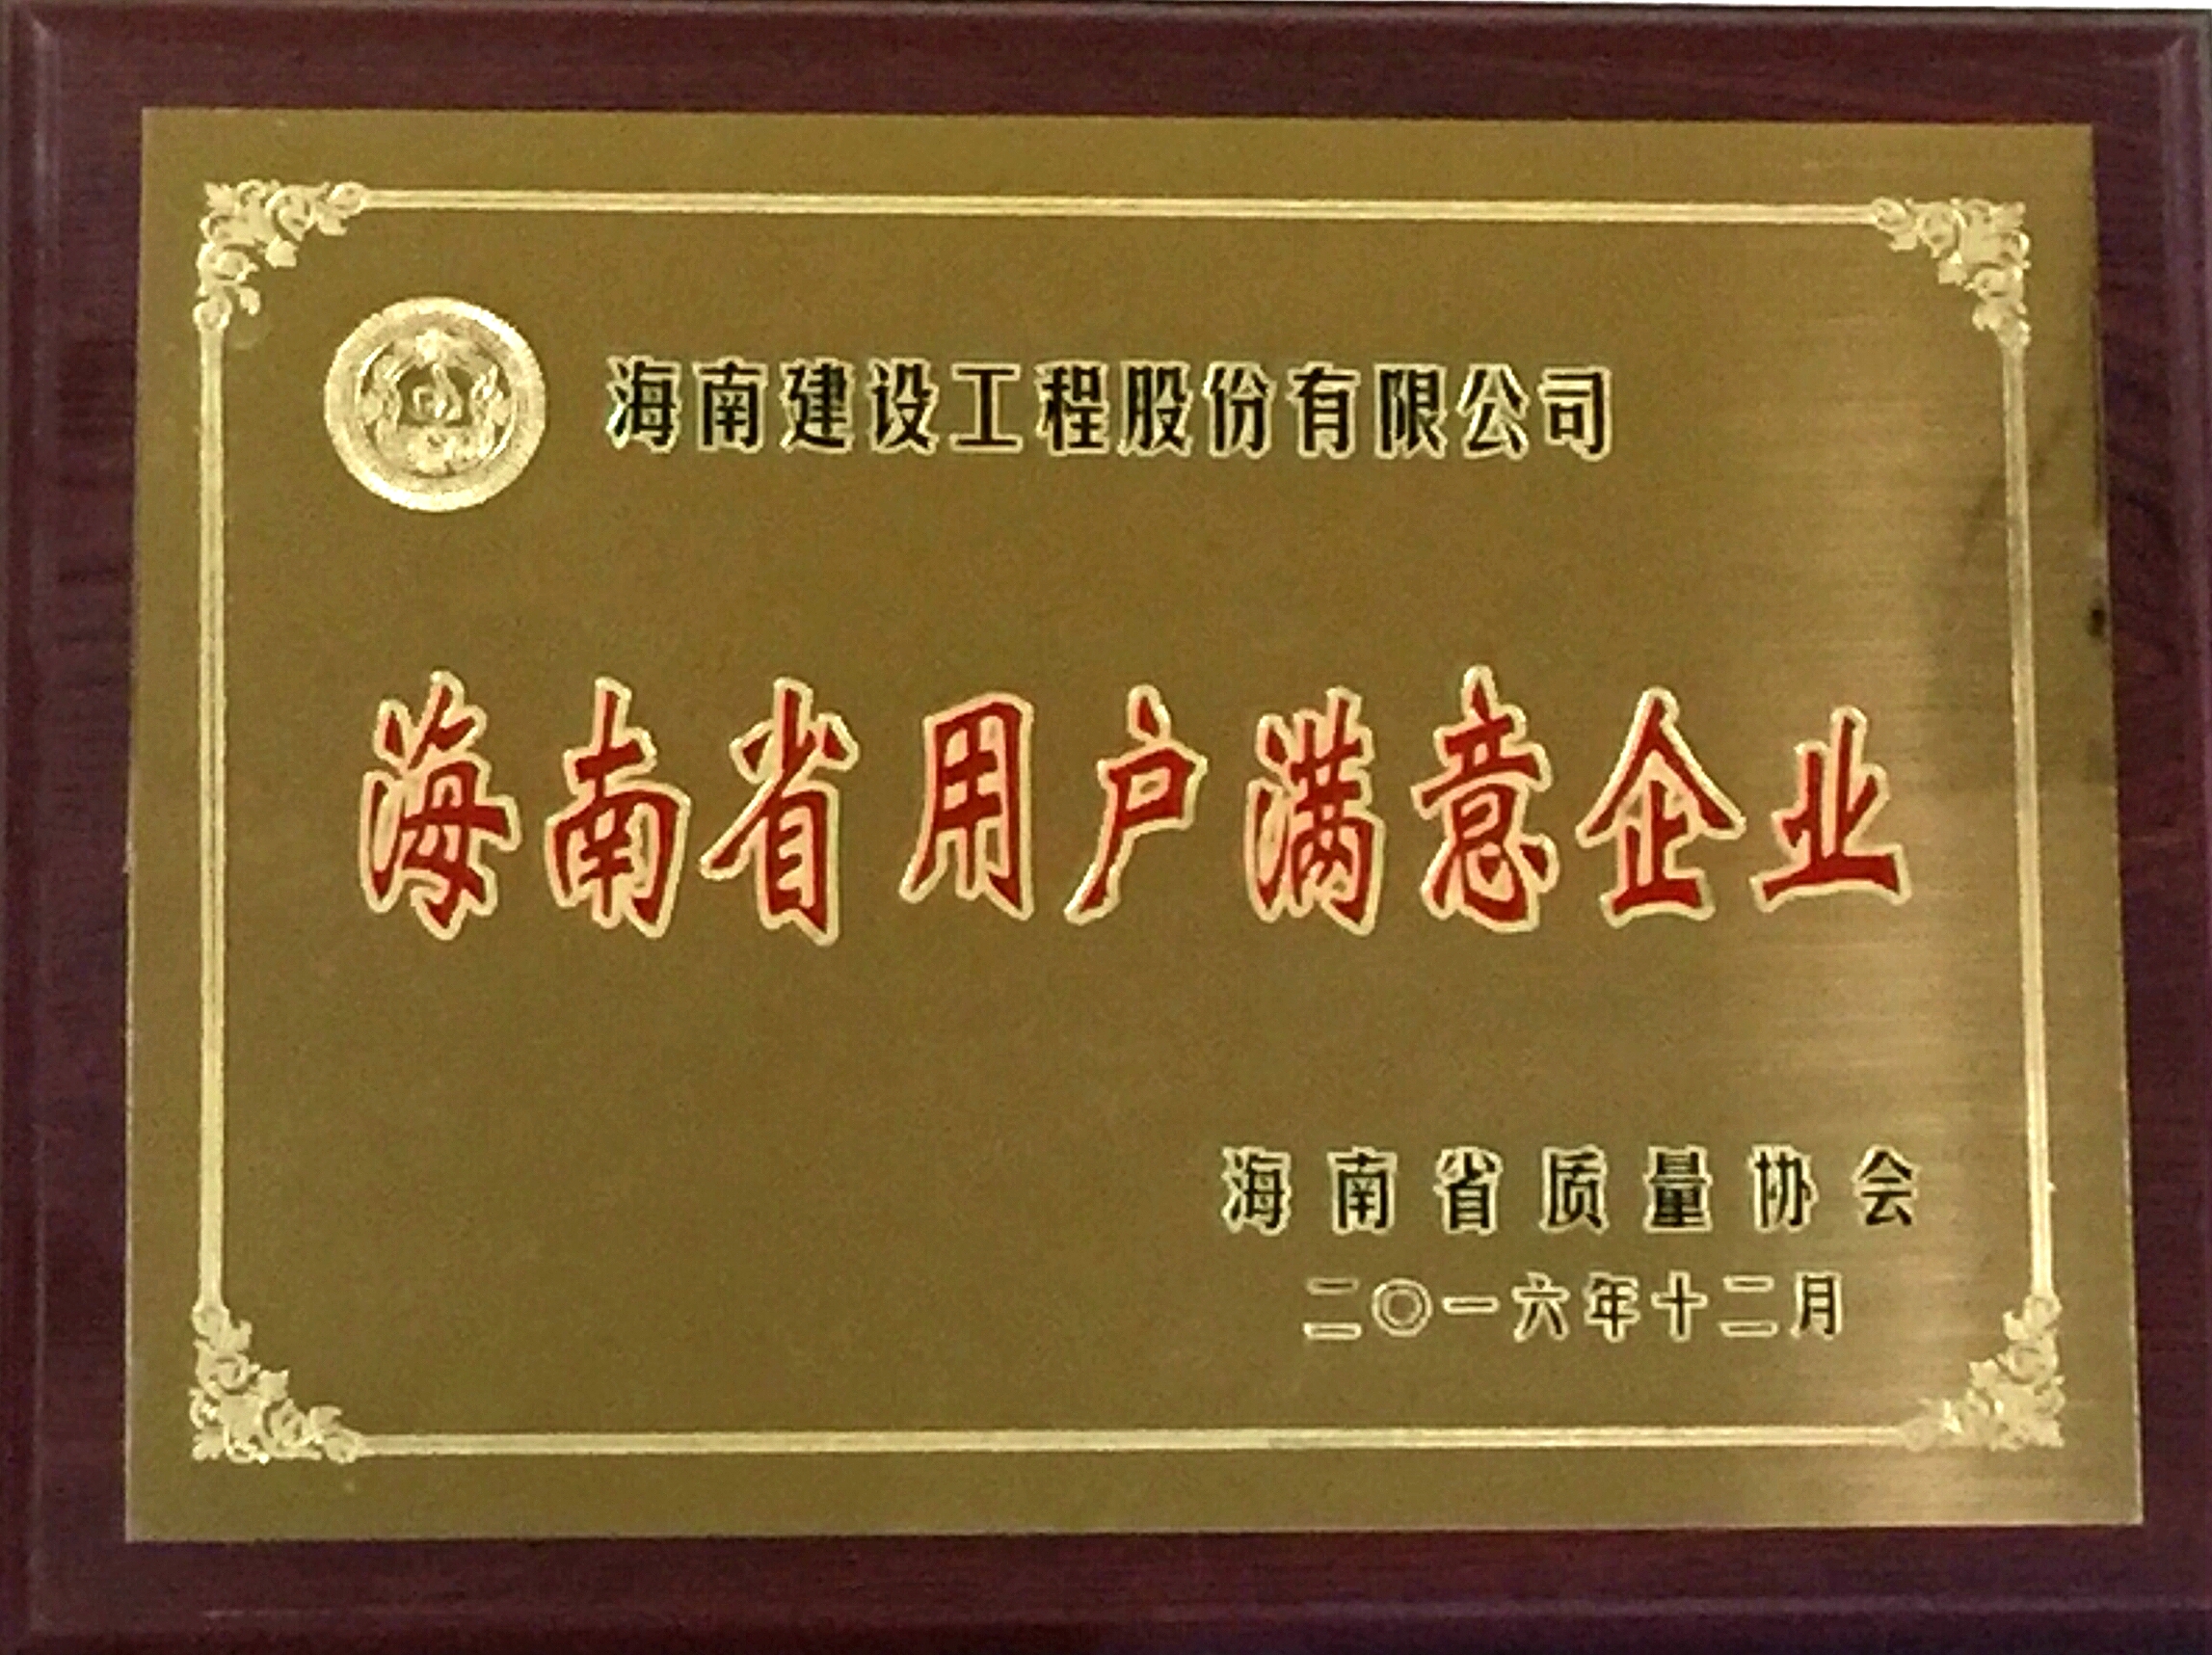 海南建设工程股份有限公司
海南省用户满意企业
海南省质量协会
二〇一六年十二月